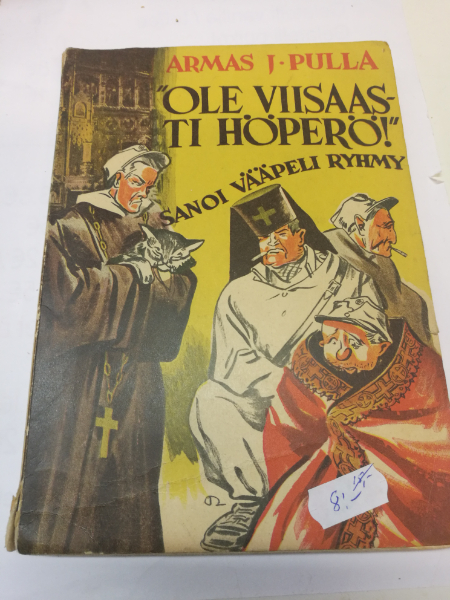 ARMAS J. PULLA
"OLE VIISAAS-
TI HÖPERÖ!"
SANOI VÄÄPELI RYHMY
8:-